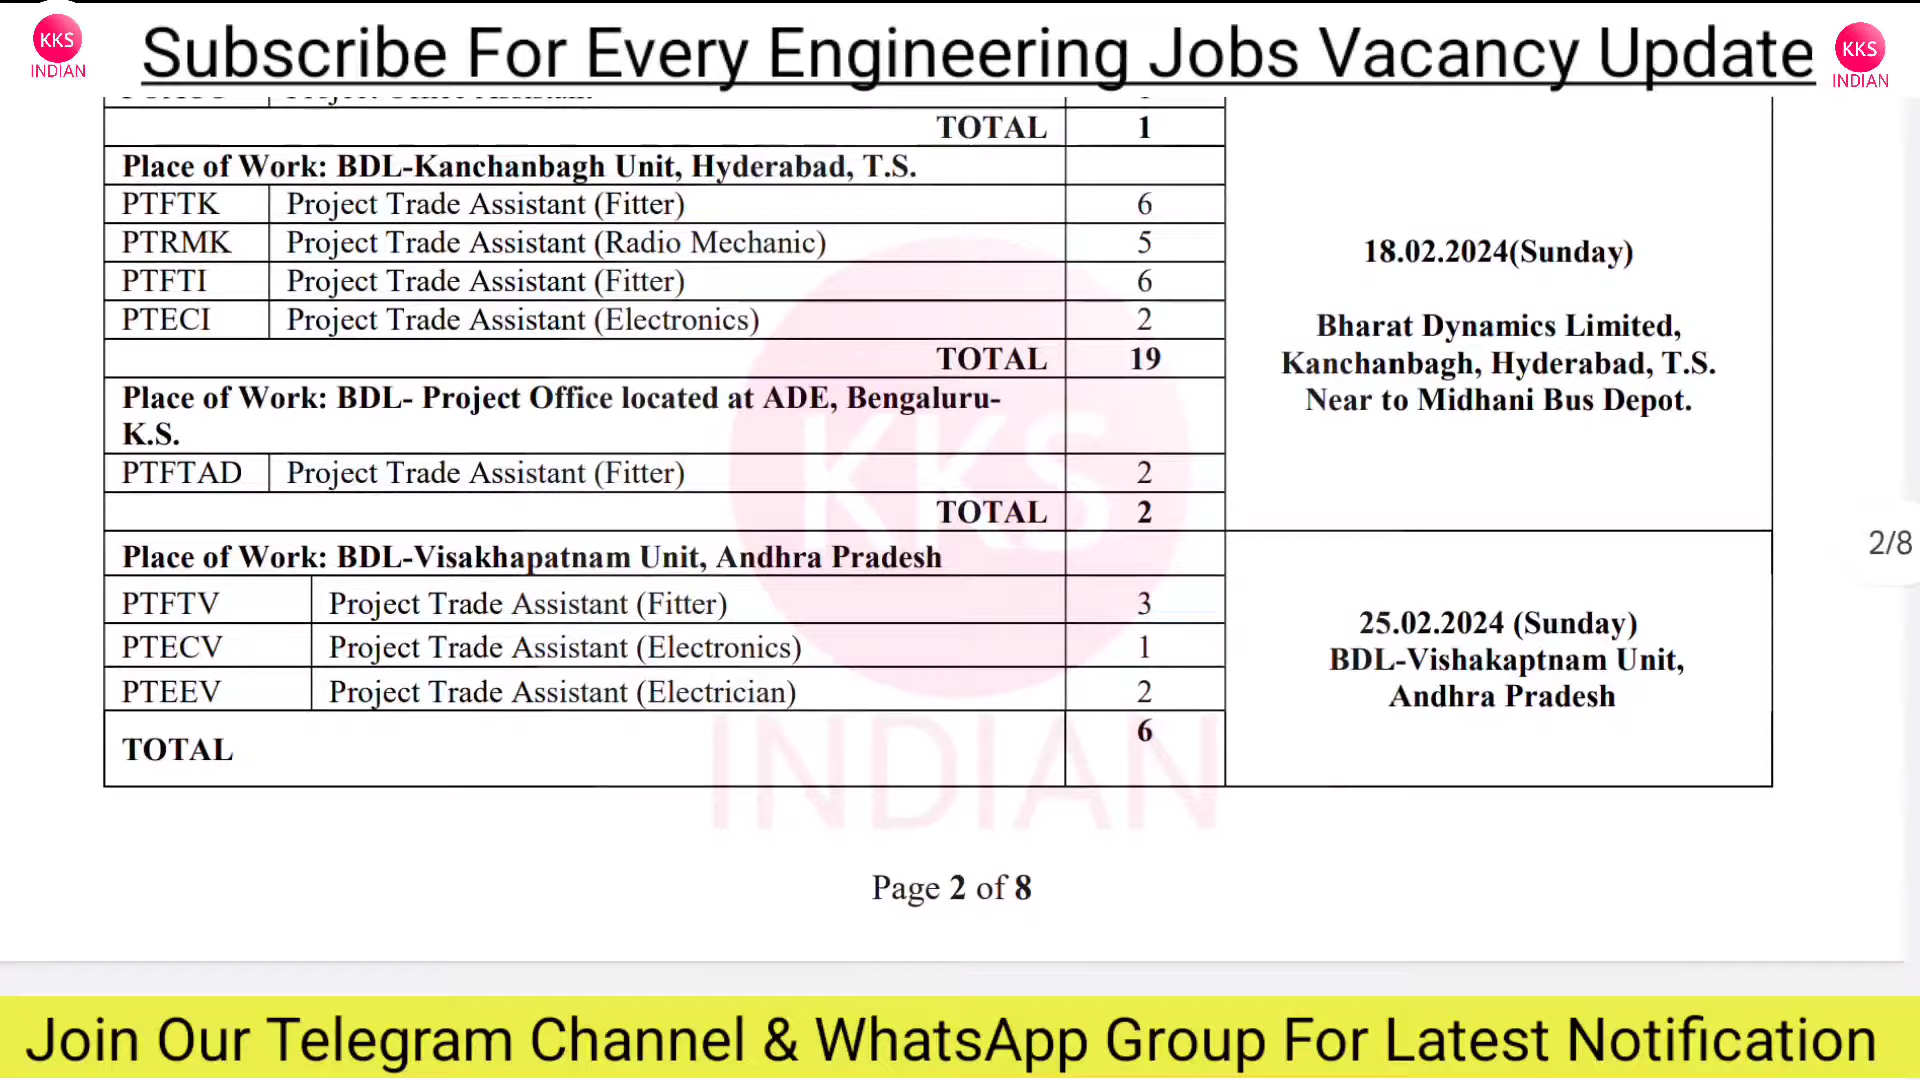 KKS
INDIAN
Subscribe For Every Engineering Jobs Vacancy Update
KKS
INDIAN
TOTAL 1
Place of Work: BDL-Kanchanbagh Unit, Hyderabad, T.S.
PTFTK Project Trade Assistant (Fitter) 6
PTRMK Project Trade Assistant (Radio Mechanic) 5
PTFTI Project Trade Assistant (Fitter) 6
PTECI Project Trade Assistant (Electronics) 2
TOTAL 19
Place of Work: BDL- Project Office located at ADE, Bengaluru-
K.S.
PTFTAD Project Trade Assistant (Fitter) 2
TOTAL 2
18.02.2024(Sunday)
Bharat Dynamics Limited,
Kanchanbagh, Hyderabad, T.S.
Near to Midhani Bus Depot.
Place of Work: BDL-Visakhapatnam Unit, Andhra Pradesh
PTFTV Project Trade Assistant (Fitter) 3
PTECV Project Trade Assistant (Electronics) 1
PTEEV Project Trade Assistant (Electrician) 2
TOTAL 6
25.02.2024 (Sunday)
BDL-Vishakaptnam Unit,
Andhra Pradesh
KKS
INDIAN
2/8
Page 2 of 8
Join Our Telegram Channel & WhatsApp Group For Latest Notification